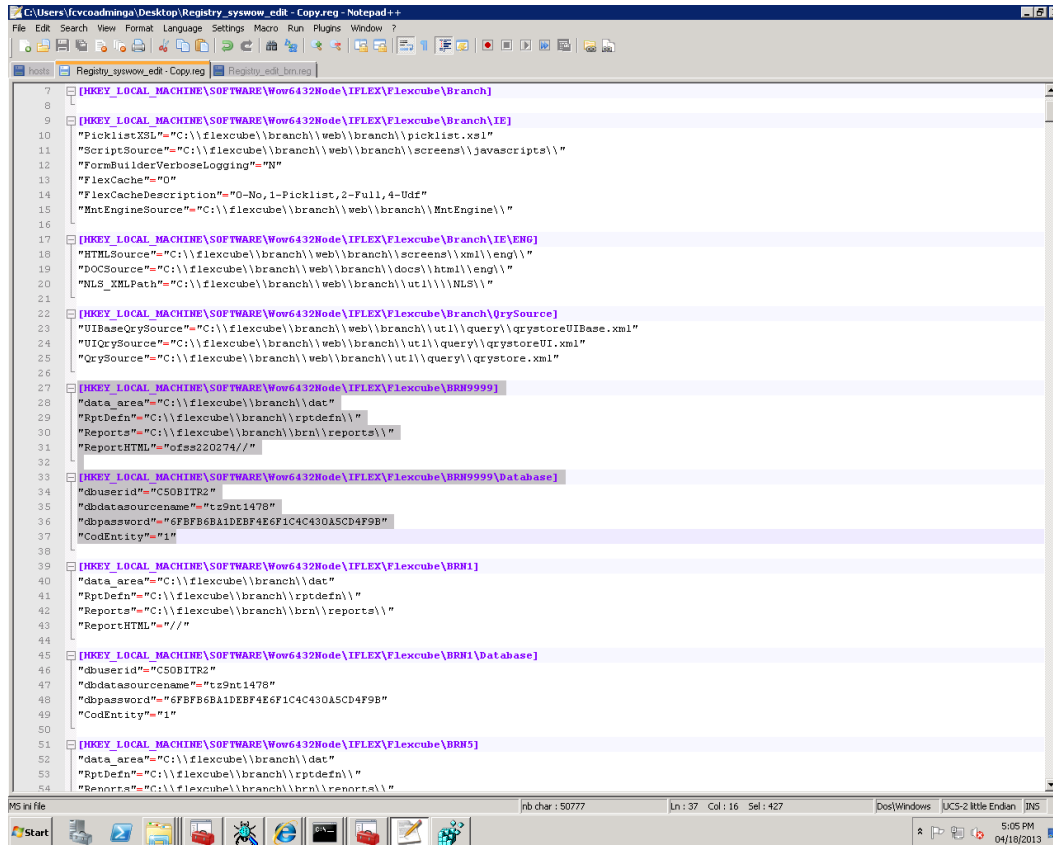 C:\Users\fcvcoadminga\Desktop\Registry_syswow_edit - Copy.reg - Notepad++
File Edit Search View Format Language Settings Macro Run Plugins Window ?
hosts Registry_syswow_edit - Copy.reg Registry_edit_brn.reg
7 [HKEY_LOCAL_MACHINE\SOFTWARE\Wow6432Node\IFLEX\Flexcube\Branch]
8
9 [HKEY_LOCAL_MACHINE\SOFTWARE\Wow6432Node\IFLEX\Flexcube\Branch\IE]
10 "PicklistXSL"="C:\\flexcube\\branch\\web\\branch\\picklist.xsl"
11 "ScriptSource"="C:\\flexcube\\branch\\web\\branch\\screens\\javascripts\\"
12 "FormBuilderVerboseLogging"="N"
13 "FlexCache"="0"
14 "FlexCacheDescription"="0-No,1-Picklist,2-Full,4-Udf"
15 "MntEngineSource"="C:\\flexcube\\branch\\web\\branch\\MntEngine\\"
16
17 [HKEY_LOCAL_MACHINE\SOFTWARE\Wow6432Node\IFLEX\Flexcube\Branch\IE\ENG]
18 "HTMLSource"="C:\\flexcube\\branch\\web\\branch\\screens\\xml\\eng\\"
19 "DOCSource"="C:\\flexcube\\branch\\web\\branch\\docs\\html\\eng\\"
20 "NLS_XMLPath"="C:\\flexcube\\branch\\web\\branch\\utl\\\\NLS\\"
21
22 [HKEY_LOCAL_MACHINE\SOFTWARE\Wow6432Node\IFLEX\Flexcube\Branch\QrySource]
23 "UIBaseQrySource"="C:\\flexcube\\branch\\web\\branch\\utl\\query\\qrystoreUIBase.xml"
24 "UIQrySource"="C:\\flexcube\\branch\\web\\branch\\utl\\query\\qrystoreUI.xml"
25 "QrySource"="C:\\flexcube\\branch\\web\\branch\\utl\\query\\qrystore.xml"
26
27 [HKEY_LOCAL_MACHINE\SOFTWARE\Wow6432Node\IFLEX\Flexcube\BRN9999]
28 "data_area"="C:\\flexcube\\branch\\dat"
29 "RptDefn"="C:\\flexcube\\branch\\rptdefn\\"
30 "Reports"="C:\\flexcube\\branch\\brn\\reports\\"
31 "ReportHTML"="ofss220274//"
32
33 [HKEY_LOCAL_MACHINE\SOFTWARE\Wow6432Node\IFLEX\Flexcube\BRN9999\Database]
34 "dbuserid"="C50BITR2"
35 "dbdatasourcename"="tz9nt1478"
36 "dbpassword"="6FBFB6BA1DEBF4E6F1C4C430A5CD4F9B"
37 "CodEntity"="1"
38
39 [HKEY_LOCAL_MACHINE\SOFTWARE\Wow6432Node\IFLEX\Flexcube\BRN1]
40 "data_area"="C:\\flexcube\\branch\\dat"
41 "RptDefn"="C:\\flexcube\\branch\\rptdefn\\"
42 "Reports"="C:\\flexcube\\branch\\brn\\reports\\"
43 "ReportHTML"="//"
44
45 [HKEY_LOCAL_MACHINE\SOFTWARE\Wow6432Node\IFLEX\Flexcube\BRN1\Database]
46 "dbuserid"="C50BITR2"
47 "dbdatasourcename"="tz9nt1478"
48 "dbpassword"="6FBFB6BA1DEBF4E6F1C4C430A5CD4F9B"
49 "CodEntity"="1"
50
51 [HKEY_LOCAL_MACHINE\SOFTWARE\Wow6432Node\IFLEX\Flexcube\BRN5]
52 "data_area"="C:\\flexcube\\branch\\dat"
53 "RptDefn"="C:\\flexcube\\branch\\rptdefn\\"
54 "Reports"="C:\\flexcube\\branch\\brn\\reports\\"
MS ini file nb char : 50777 Ln : 37 Col : 16 Sel : 427 Dos\Windows UCS-2 little Endian INS
Start 5:05 PM
04/18/2013